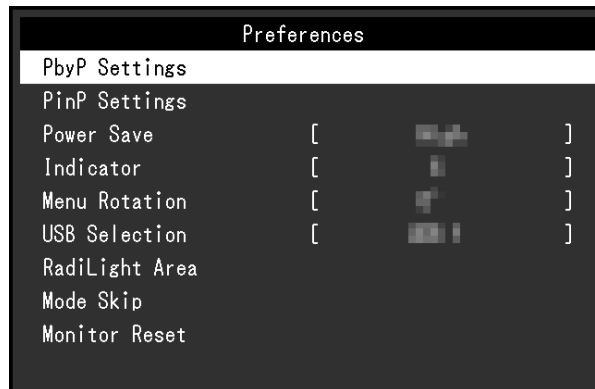 Preferences
PbyP Settings
PinP Settings
Power Save [ ]
Indicator [ ]
Menu Rotation [ ]
USB Selection [ ]
RadiLight Area
Mode Skip
Monitor Reset